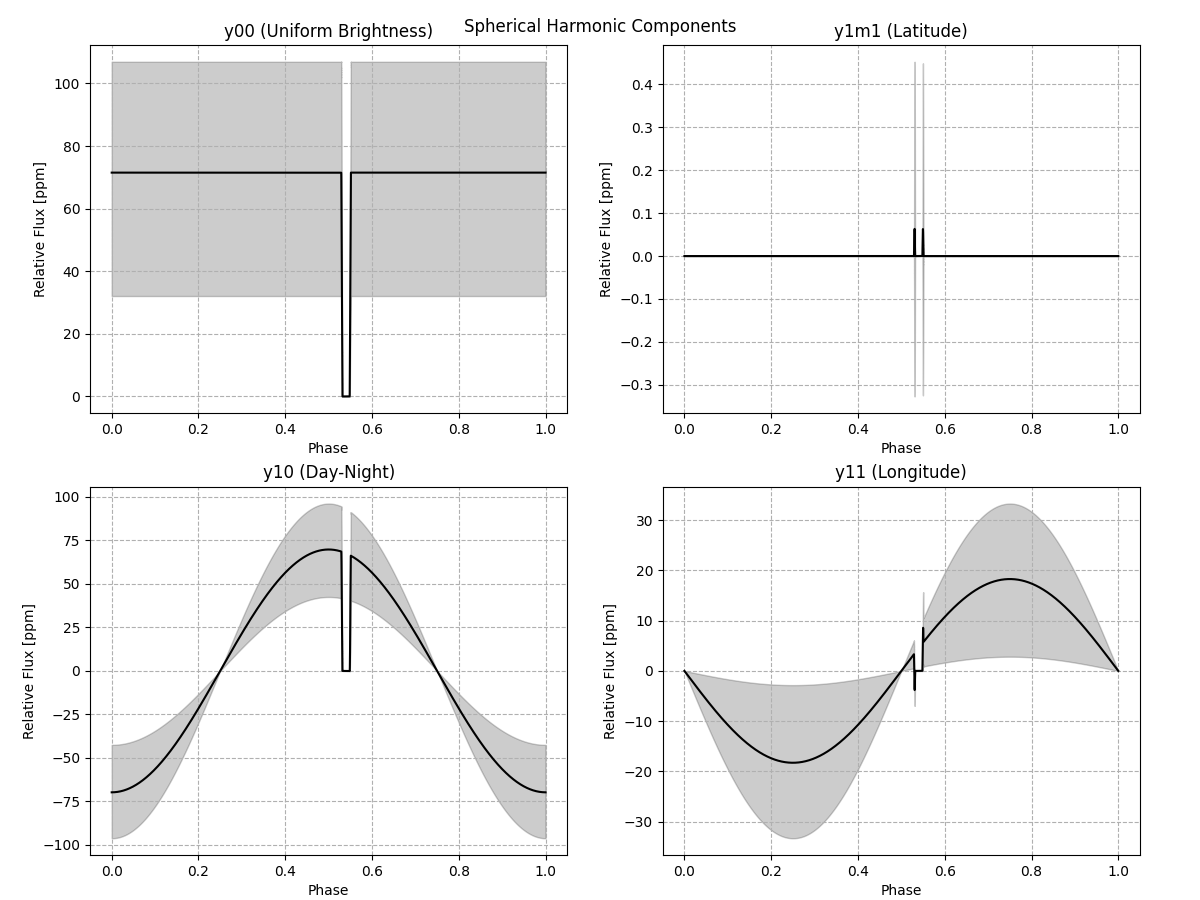 Spherical Harmonic Components
y00 (Uniform Brightness)
Relative Flux [ppm]
100
80
60
40
20
0
0.0 0.2 0.4 0.6 0.8 1.0
Phase
y1m1 (Latitude)
Relative Flux [ppm]
0.4
0.3
0.2
0.1
0.0
−0.1
−0.2
−0.3
0.0 0.2 0.4 0.6 0.8 1.0
Phase
y10 (Day-Night)
Relative Flux [ppm]
100
75
50
25
0
−25
−50
−75
−100
0.0 0.2 0.4 0.6 0.8 1.0
Phase
y11 (Longitude)
Relative Flux [ppm]
30
20
10
0
−10
−20
−30
0.0 0.2 0.4 0.6 0.8 1.0
Phase